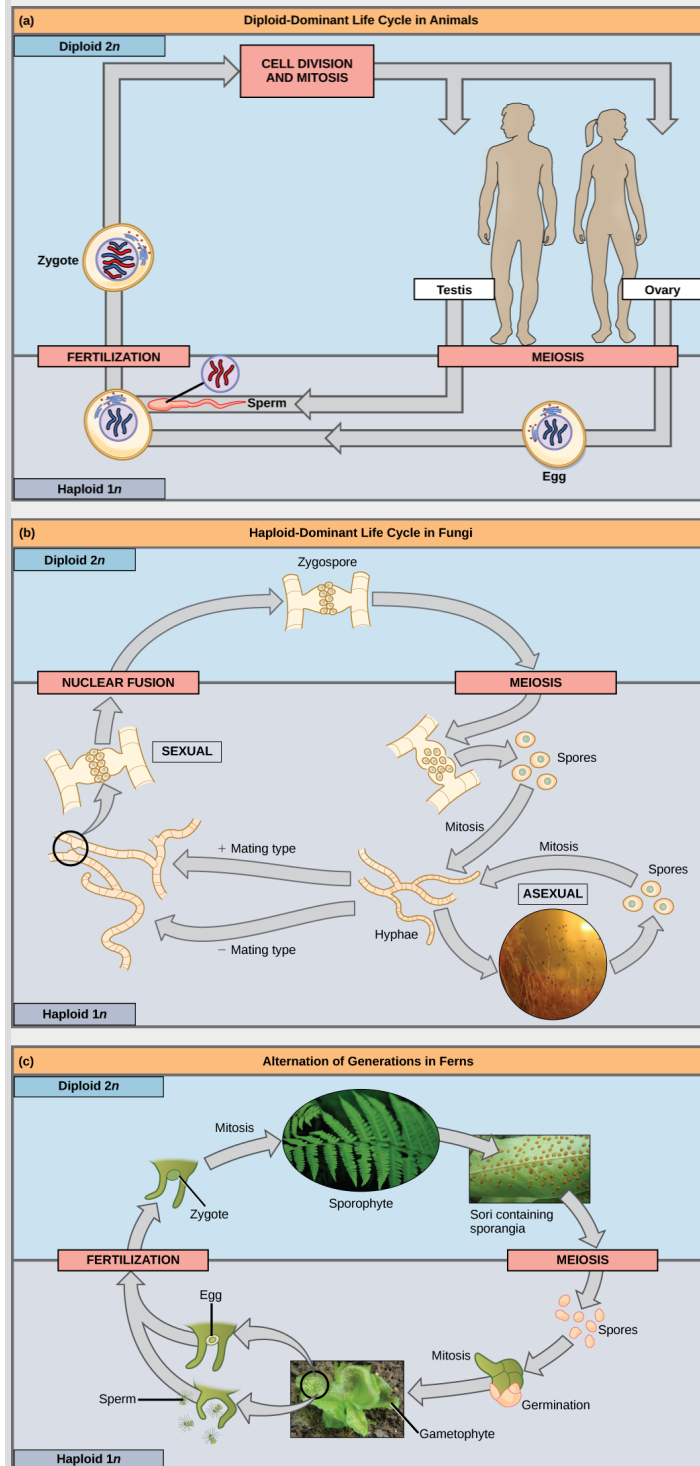 (a) Diploid-Dominant Life Cycle in Animals
Diploid 2n
CELL DIVISION
AND MITOSIS
Zygote
Testis
Ovary
FERTILIZATION
MEIOSIS
Sperm
Egg
Haploid 1n
(b) Haploid-Dominant Life Cycle in Fungi
Diploid 2n
Zygospore
NUCLEAR FUSION
MEIOSIS
SEXUAL
Spores
Mitosis
+ Mating type
Mitosis
Spores
ASEXUAL
Hyphae
− Mating type
Haploid 1n
(c) Alternation of Generations in Ferns
Diploid 2n
Mitosis
Zygote
Sporophyte
Sori containing
sporangia
FERTILIZATION
MEIOSIS
Egg
Spores
Mitosis
Sperm
Germination
Gametophyte
Haploid 1n